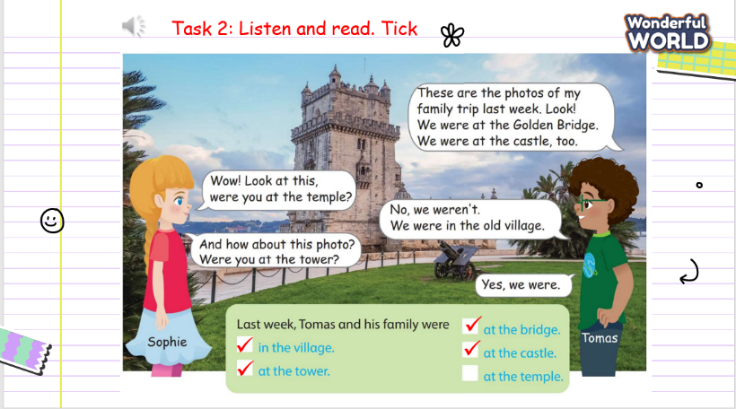 Task 2: Listen and read. Tick
Wonderful
WORLD
These are the photos of my
family trip last week. Look!
We were at the Golden Bridge.
We were at the castle, too.
Wow! Look at this,
were you at the temple?
No, we weren't.
We were in the old village.
And how about this photo?
Were you at the tower?
Yes, we were.
Sophie
Tomas
Last week, Tomas and his family were
in the village.
at the tower.
at the bridge.
at the castle.
at the temple.